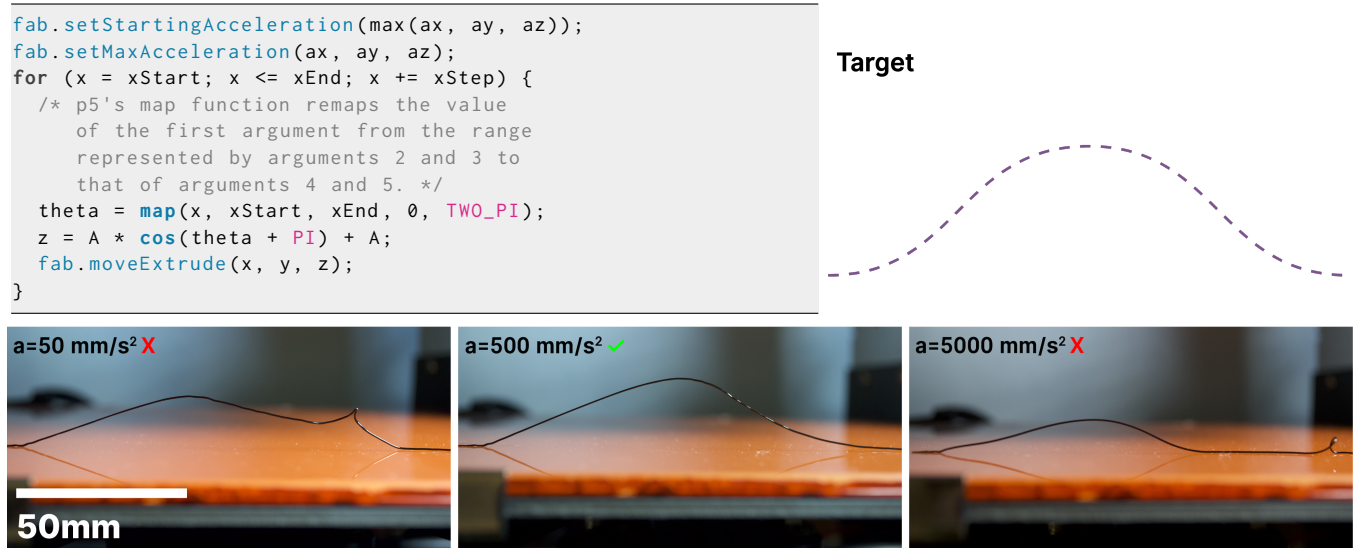 fab.setStartingAcceleration(max(ax, ay, az));
fab.setMaxAcceleration(ax, ay, az);
for (x = xStart; x <= xEnd; x += xStep) {
/* p5's map function remaps the value
of the first argument from the range
represented by arguments 2 and 3 to
that of arguments 4 and 5. */
theta = map(x, xStart, xEnd, 0, TWO_PI);
z = A * cos(theta + PI) + A;
fab.moveExtrude(x, y, z);
}
Target
a=50 mm/s² X
50mm
a=500 mm/s² ✓
a=5000 mm/s² X